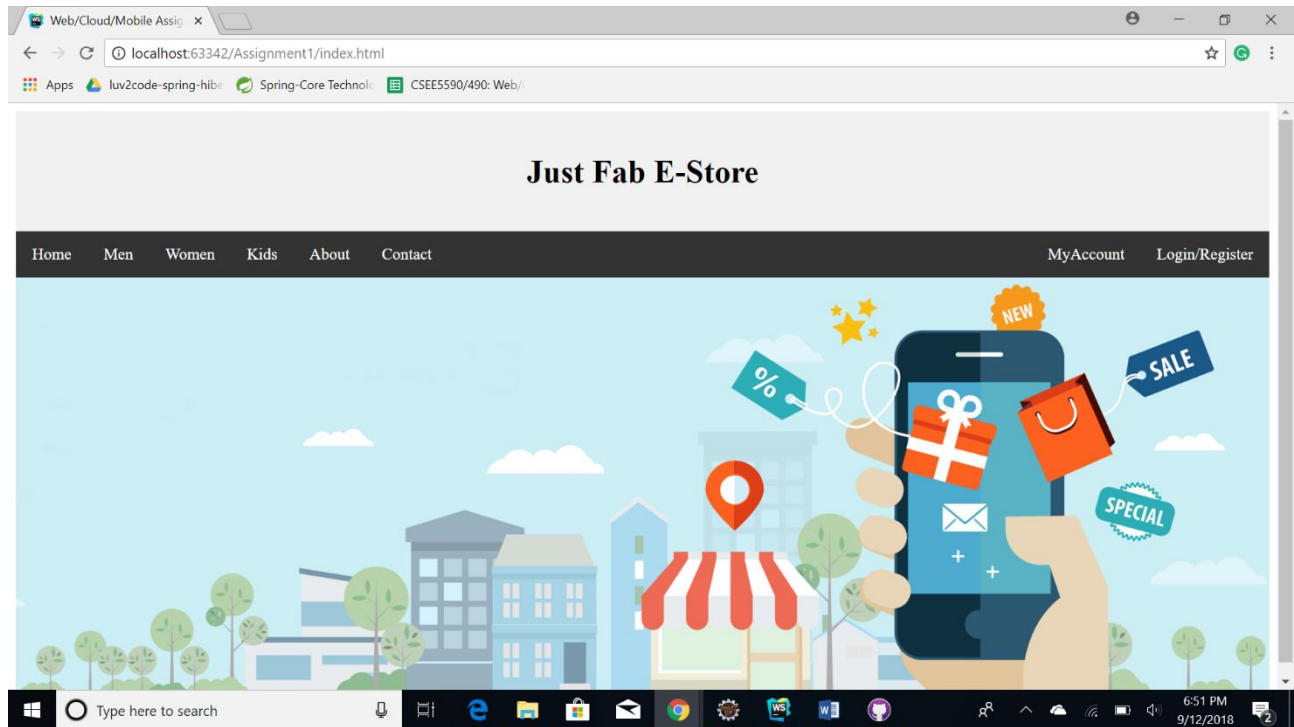 Web/Cloud/Mobile Assig
localhost:63342/Assignment1/index.html
Apps luv2code-spring-hibe Spring-Core Technolo CSEE5590/490: Web/
Just Fab E-Store
Home Men Women Kids About Contact MyAccount Login/Register
NEW
%
SALE
SPECIAL
Type here to search
WS
W
6:51 PM
9/12/2018
2